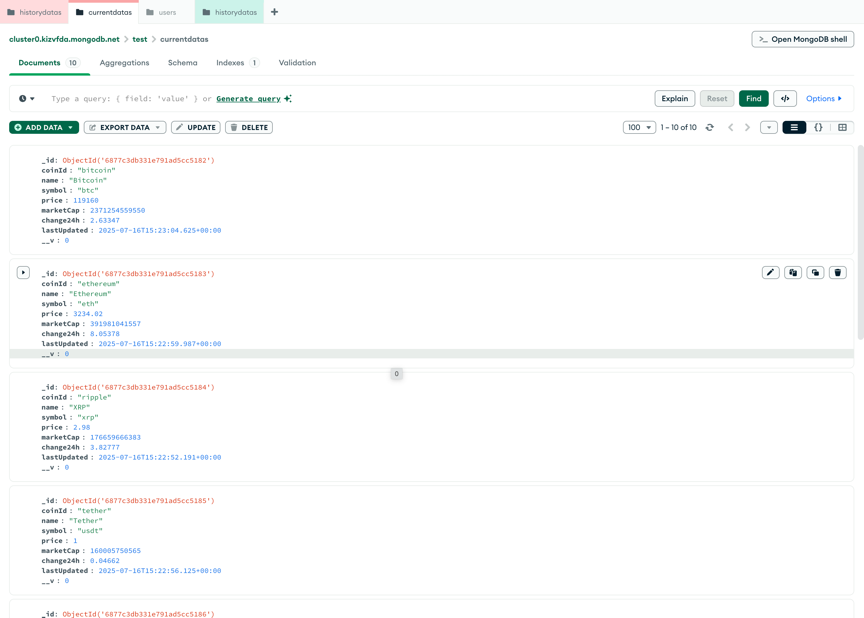 historydatas
currentdatas
users
historydatas
cluster0.kizvfda.mongodb.net > test > currentdatas
>_ Open MongoDB shell
Documents 10 Aggregations Schema Indexes 1 Validation
Type a query: { field: 'value' } or Generate query
Explain Reset Find </> Options
ADD DATA EXPORT DATA UPDATE DELETE
100 1 – 10 of 10 {}
_id: ObjectId('6877c3db331e791ad5cc5182')
coinId : "bitcoin"
name : "Bitcoin"
symbol : "btc"
price : 119160
marketCap : 2371254559550
change24h : 2.63347
lastUpdated : 2025-07-16T15:23:04.625+00:00
__v : 0
_id: ObjectId('6877c3db331e791ad5cc5183')
coinId : "ethereum"
name : "Ethereum"
symbol : "eth"
price : 3234.02
marketCap : 391981041557
change24h : 8.05378
lastUpdated : 2025-07-16T15:22:59.987+00:00
__v : 0
0
_id: ObjectId('6877c3db331e791ad5cc5184')
coinId : "ripple"
name : "XRP"
symbol : "xrp"
price : 2.98
marketCap : 176659666383
change24h : 3.82777
lastUpdated : 2025-07-16T15:22:52.191+00:00
__v : 0
_id: ObjectId('6877c3db331e791ad5cc5185')
coinId : "tether"
name : "Tether"
symbol : "usdt"
price : 1
marketCap : 160005750565
change24h : 0.04662
lastUpdated : 2025-07-16T15:22:56.125+00:00
__v : 0
_id: ObjectId('6877c3db331e791ad5cc5186')